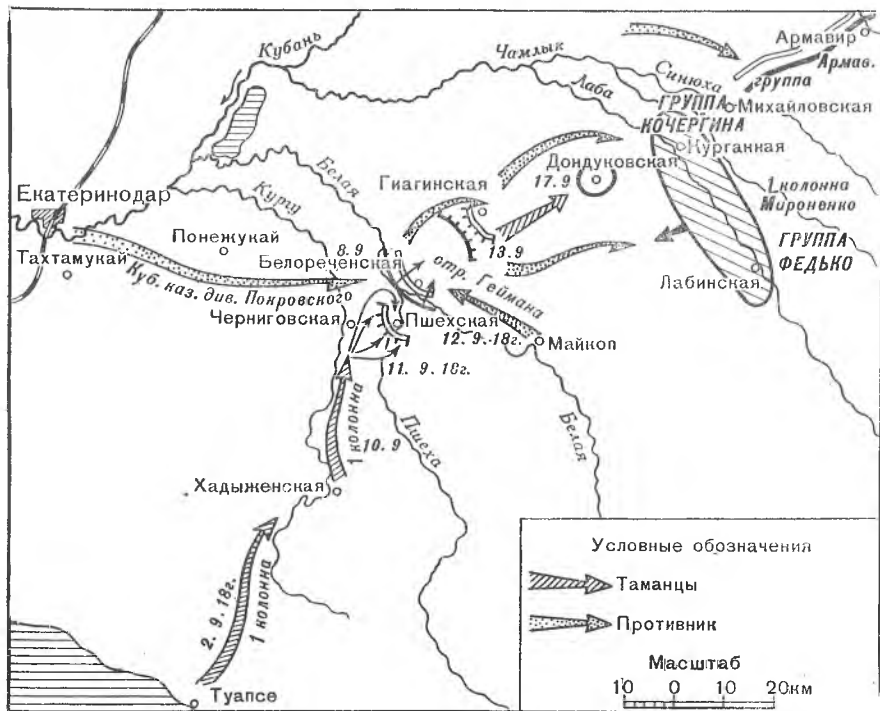 Кубань
Чамлык
Синюха
Лаба
Армавир
Армав.
группа
ГРУППА
КОЧЕРГИНА
Михайловская
Курганная
1 колонна
Мироненко
ГРУППА
ФЕДЬКО
Лабинская
Белая
Гиагинская
Дондуковская
17.9
13.9
Екатеринодар
Курту
Понежукай
Тахтамукай
8.9
Белореченская
Куб. каз. див. Покровского
отр.
Геймана
Черниговская
Пшехская
12. 9.-18г.
Майкоп
11. 9.18г.
Пшеха
Белая
1 колонна
10.9
Хадыженская
2. 9.18г.
1 колонна
Туапсе
Условные обозначения
Таманцы
Противник
Масштаб
10 0 10 20км